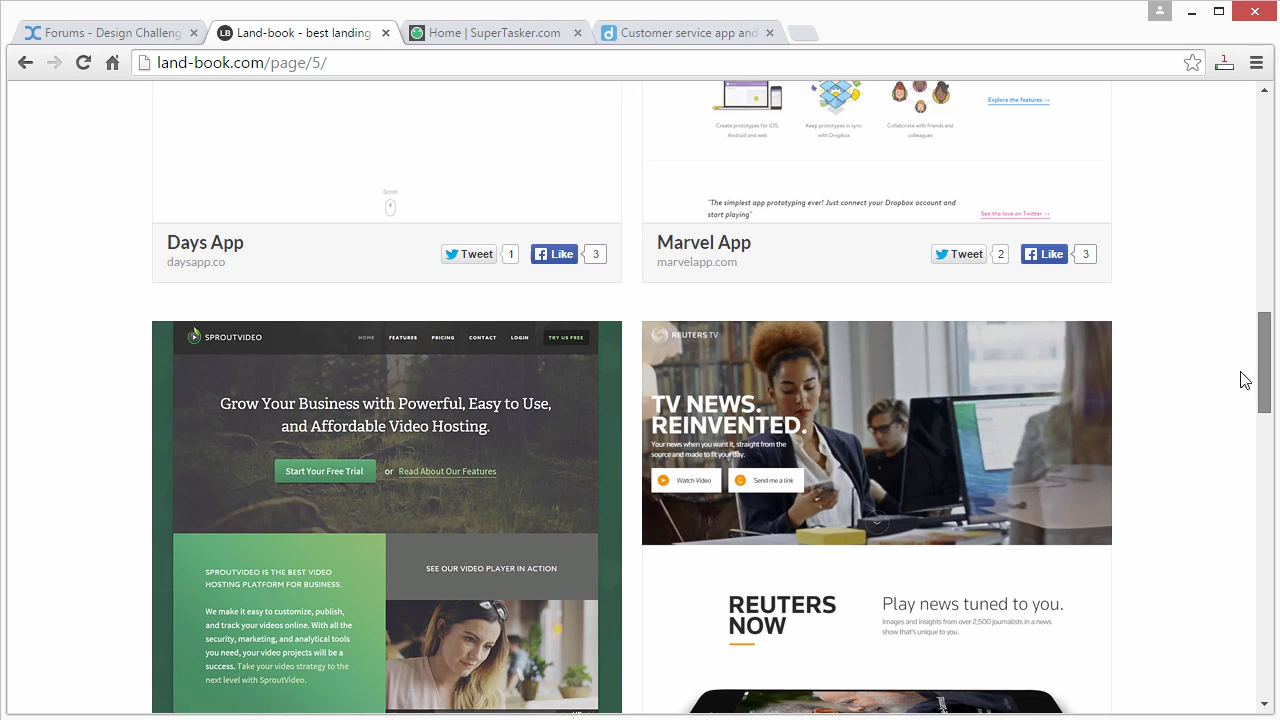 Forums - Design Challeng
Land-book - best landing
Home | SuperTasker.com
Customer service app and
land-book.com/page/5/
1
Create prototypes for iOS,
Android and web
Keep prototypes in sync
with Dropbox
Collaborate with friends and
colleagues
Explore the features →
Scroll
"The simplest app prototyping ever! Just connect your Dropbox account and
start playing"
See the love on Twitter →
Days App
daysapp.co
Tweet 1
Like 3
Marvel App
marvelapp.com
Tweet 2
Like 3
SPROUTVIDEO
HOME FEATURES PRICING CONTACT LOGIN TRY US FREE
Grow Your Business with Powerful, Easy to Use,
and Affordable Video Hosting.
Start Your Free Trial or Read About Our Features
SPROUTVIDEO IS THE BEST VIDEO
HOSTING PLATFORM FOR BUSINESS.
We make it easy to customize, publish,
and track your videos online. With all the
security, marketing, and analytical tools
you need, your video projects will be a
success. Take your video strategy to the
next level with SproutVideo.
SEE OUR VIDEO PLAYER IN ACTION
REUTERS TV
TV NEWS.
REINVENTED.
Your news when you want it, straight from the
source and made to fit your day.
Watch Video
Send me a link
REUTERS
NOW
Play news tuned to you.
Images and insights from over 2,500 journalists in a news
show that's unique to you.